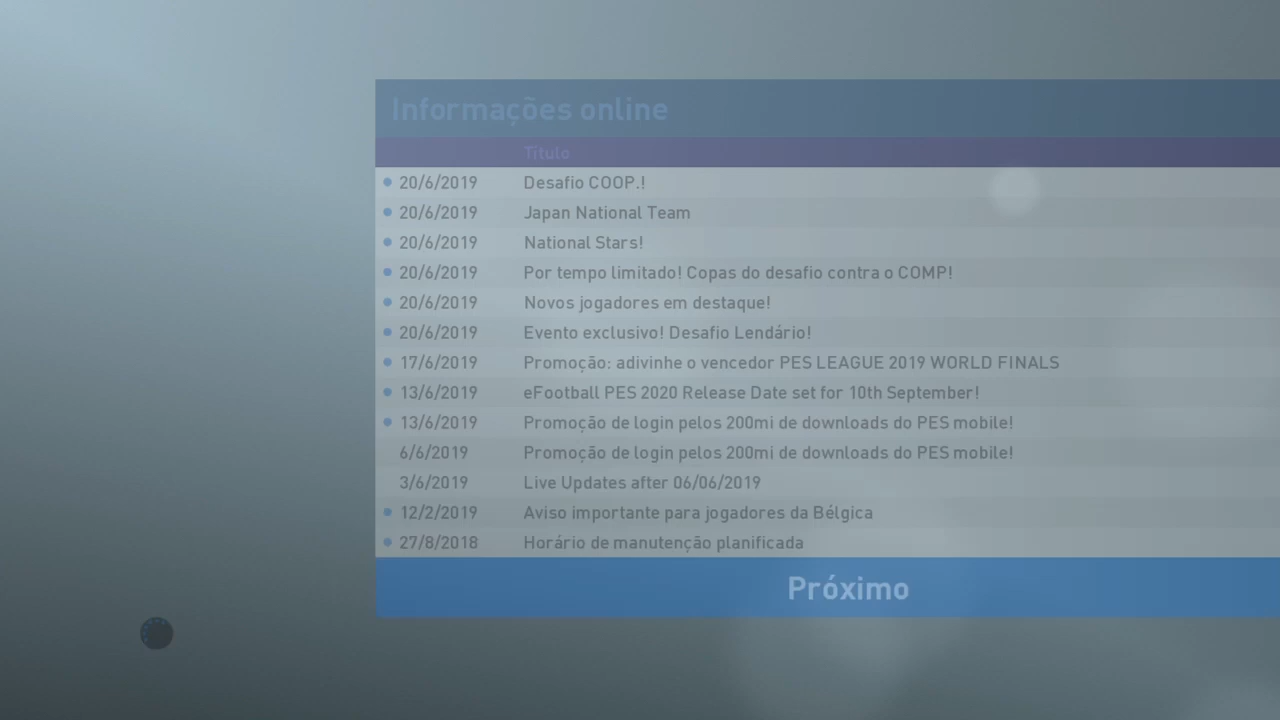 Informações online
Título
20/6/2019 Desafio COOP.!
20/6/2019 Japan National Team
20/6/2019 National Stars!
20/6/2019 Por tempo limitado! Copas do desafio contra o COMP!
20/6/2019 Novos jogadores em destaque!
20/6/2019 Evento exclusivo! Desafio Lendário!
17/6/2019 Promoção: adivinhe o vencedor PES LEAGUE 2019 WORLD FINALS
13/6/2019 eFootball PES 2020 Release Date set for 10th September!
13/6/2019 Promoção de login pelos 200mi de downloads do PES mobile!
6/6/2019 Promoção de login pelos 200mi de downloads do PES mobile!
3/6/2019 Live Updates after 06/06/2019
12/2/2019 Aviso importante para jogadores da Bélgica
27/8/2018 Horário de manutenção planificada
Próximo